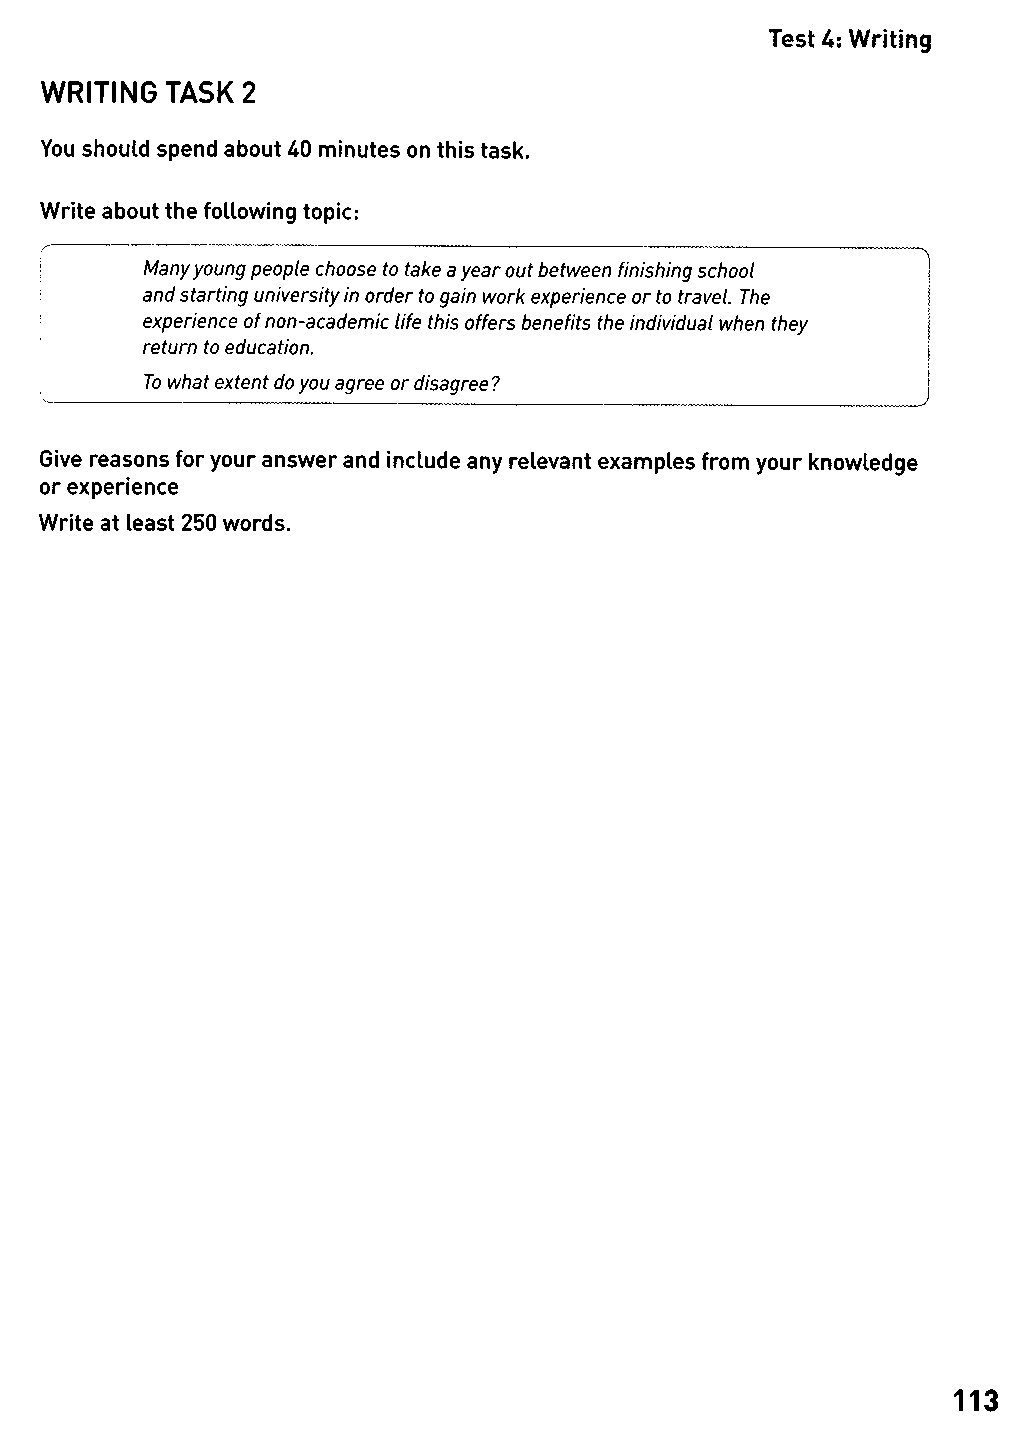 Test 4: Writing
WRITING TASK 2
You should spend about 40 minutes on this task.
Write about the following topic:
Many young people choose to take a year out between finishing school
and starting university in order to gain work experience or to travel. The
experience of non-academic life this offers benefits the individual when they
return to education.
To what extent do you agree or disagree?
Give reasons for your answer and include any relevant examples from your knowledge
or experience
Write at least 250 words.
113